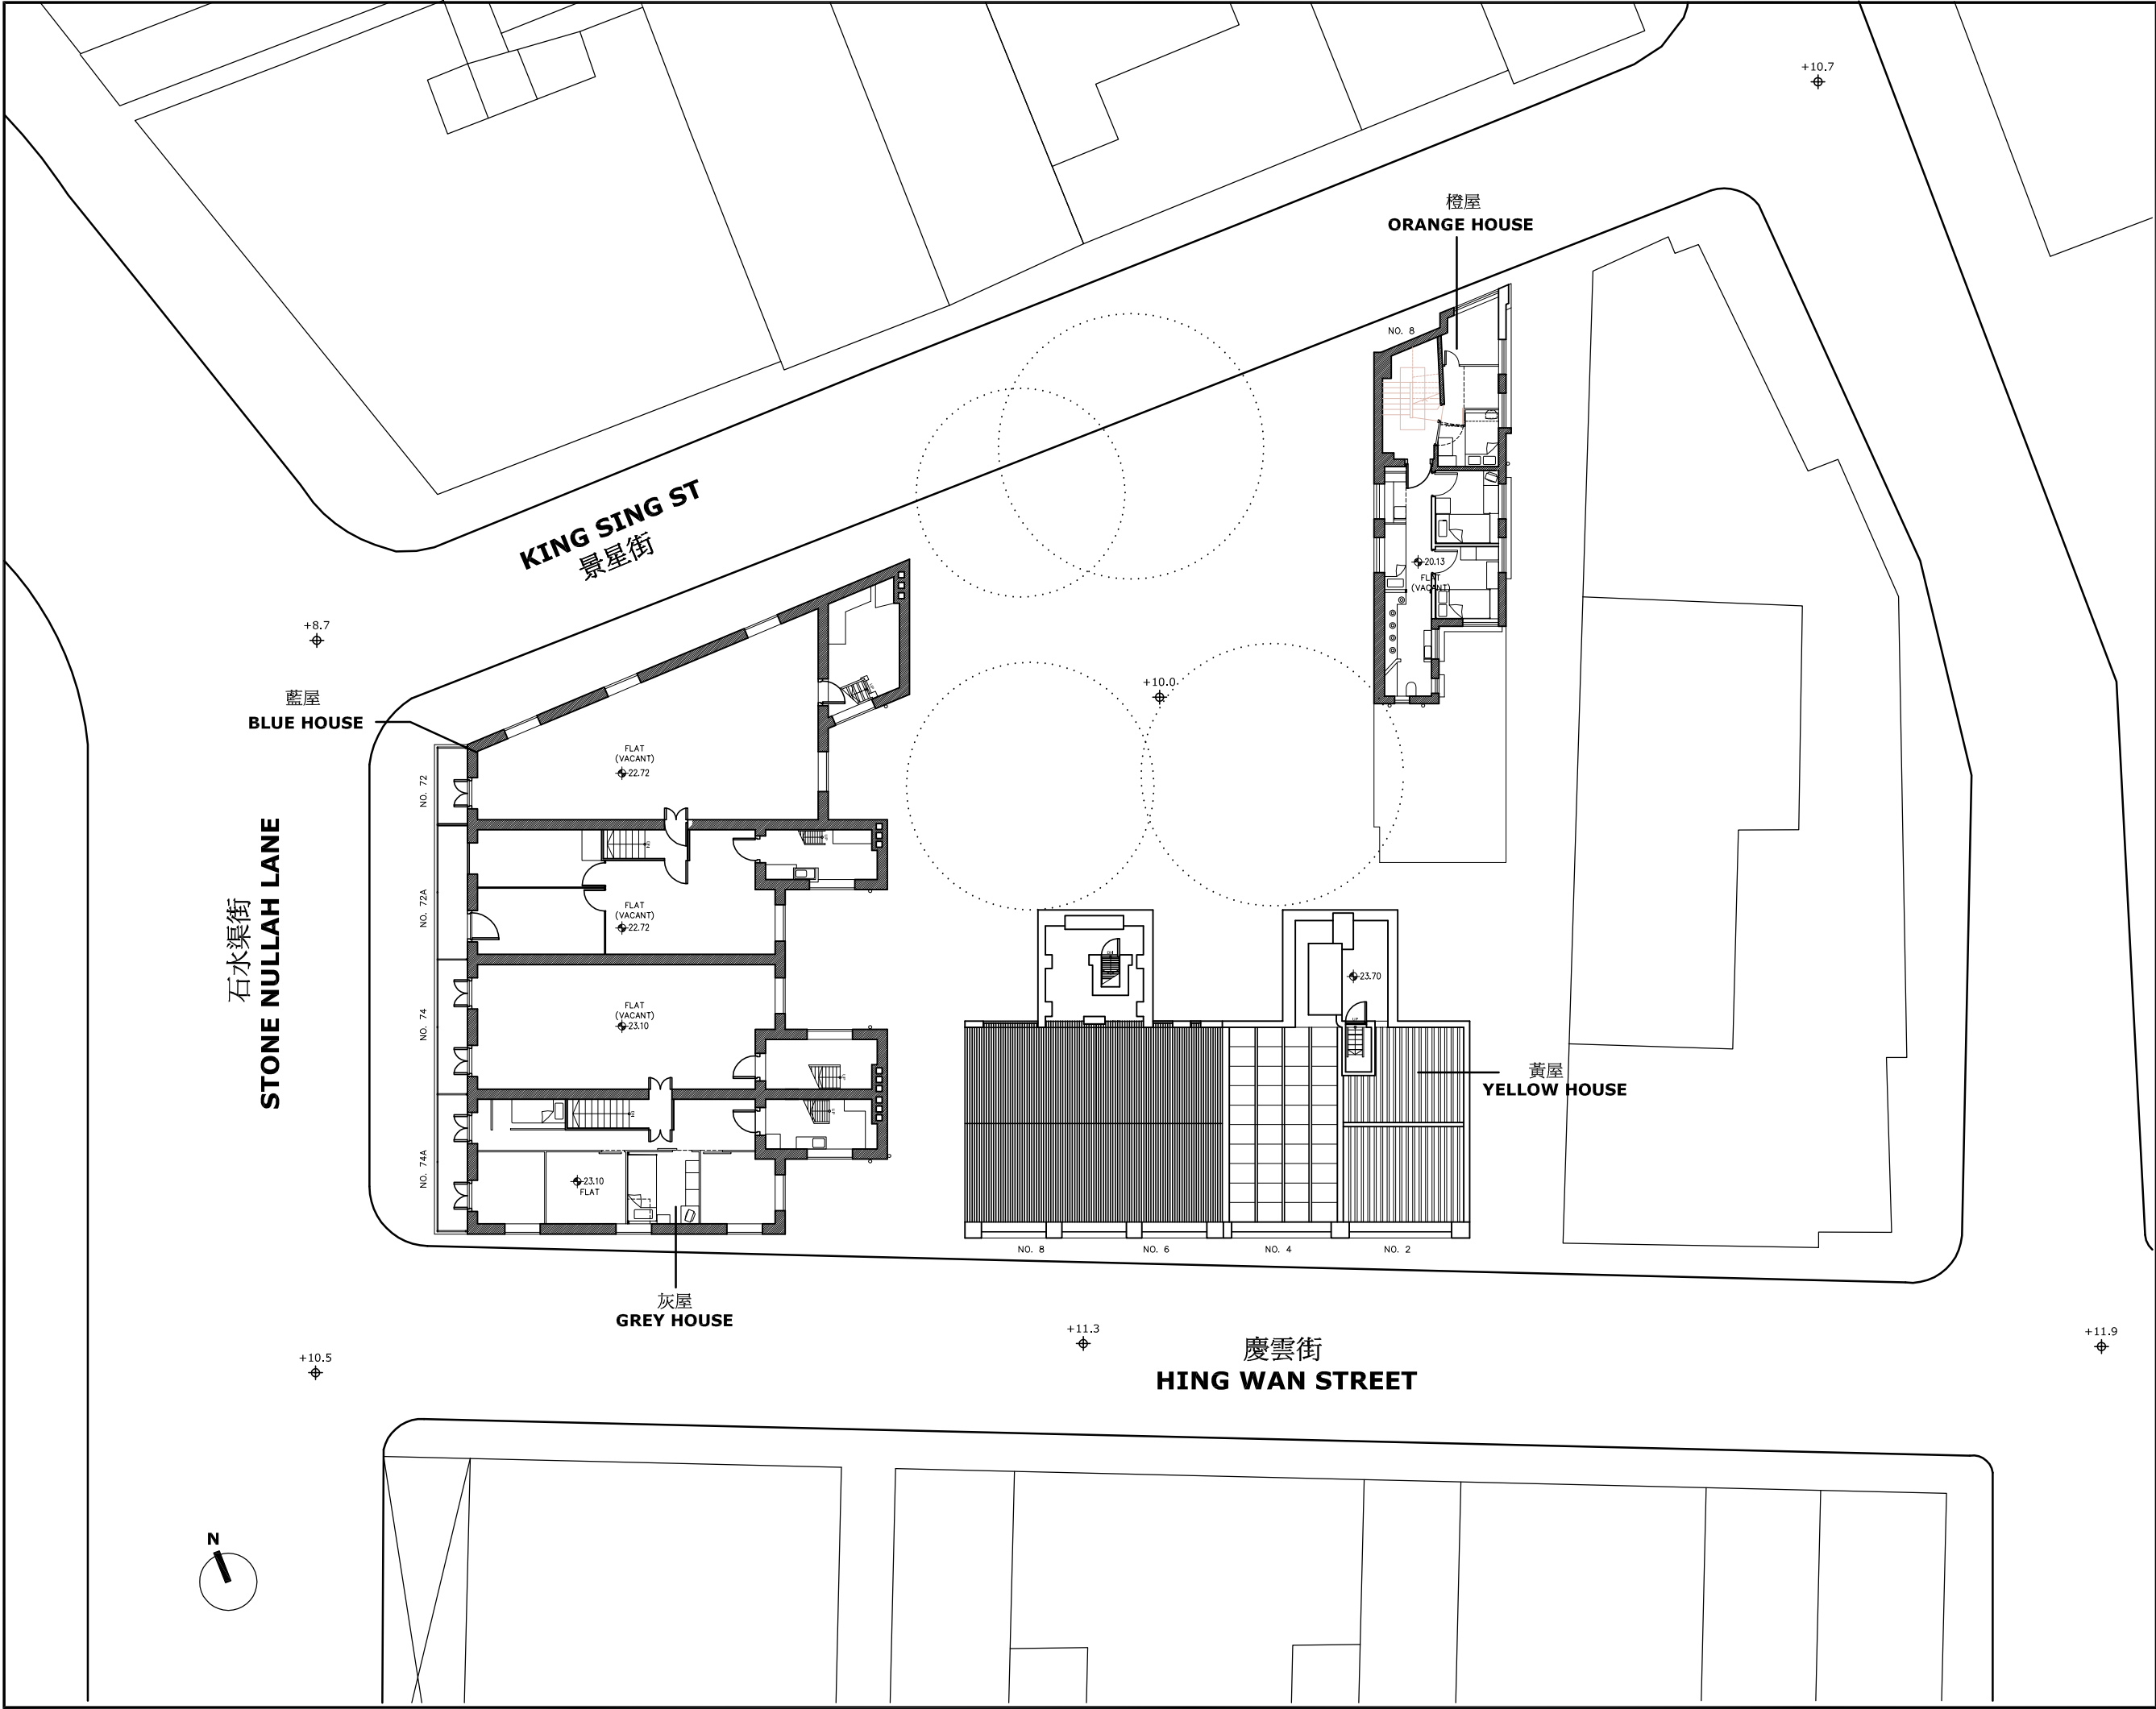 +10.7
橙屋
ORANGE HOUSE
NO. 8
KING SING ST
景星街
20.13
FLAT
(VACANT)
+8.7
+10.0
藍屋
BLUE HOUSE
NO. 72
FLAT
(VACANT)
22.72
石水渠街
STONE NULLAH LANE
NO. 72A
FLAT
(VACANT)
22.72
NO. 74
FLAT
(VACANT)
23.10
23.70
黃屋
YELLOW HOUSE
NO. 74A
23.10
FLAT
NO. 8
NO. 6
NO. 4
NO. 2
灰屋
GREY HOUSE
+10.5
+11.3
慶雲街
HING WAN STREET
+11.9
N